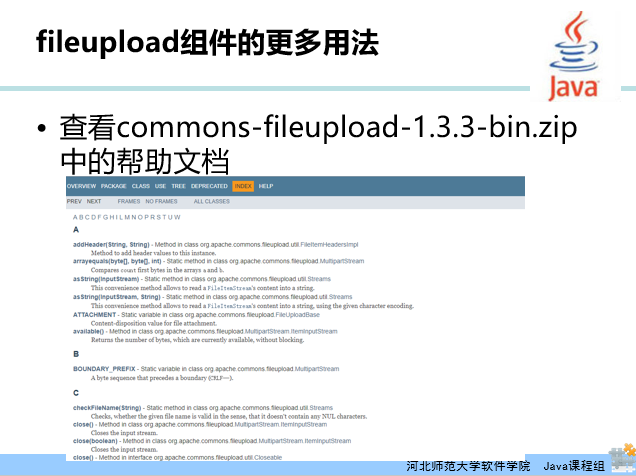 fileupload组件的更多用法
Java
• 查看commons-fileupload-1.3.3-bin.zip
中的帮助文档
OVERVIEW PACKAGE CLASS USE TREE DEPRECATED INDEX HELP
PREV NEXT FRAMES NO FRAMES ALL CLASSES
A B C D F G H I L M N O P R S T U W
A
addHeader(String, String) - Method in class org.apache.commons.fileupload.util.FileItemHeadersImpl
Method to add header values to this instance.
arrayequals(byte[], byte[], int) - Static method in class org.apache.commons.fileupload.MultipartStream
Compares count first bytes in the arrays a and b.
asString(InputStream) - Static method in class org.apache.commons.fileupload.util.Streams
This convenience method allows to read a FileItemStream's content into a string.
asString(InputStream, String) - Static method in class org.apache.commons.fileupload.util.Streams
This convenience method allows to read a FileItemStream's content into a string, using the given character encoding.
ATTACHMENT - Static variable in class org.apache.commons.fileupload.FileUploadBase
Content-disposition value for file attachment.
available() - Method in class org.apache.commons.fileupload.MultipartStream.ItemInputStream
Returns the number of bytes, which are currently available, without blocking.
B
BOUNDARY_PREFIX - Static variable in class org.apache.commons.fileupload.MultipartStream
A byte sequence that precedes a boundary (CRLF--).
C
checkFileName(String) - Static method in class org.apache.commons.fileupload.util.Streams
Checks, whether the given file name is valid in the sense, that it doesn't contain any NUL characters.
close() - Method in class org.apache.commons.fileupload.MultipartStream.ItemInputStream
Closes the input stream.
close(boolean) - Method in class org.apache.commons.fileupload.MultipartStream.ItemInputStream
Closes the input stream.
close() - Method in interface org.apache.commons.fileupload.util.Closeable
河北师范大学软件学院 Java课程组